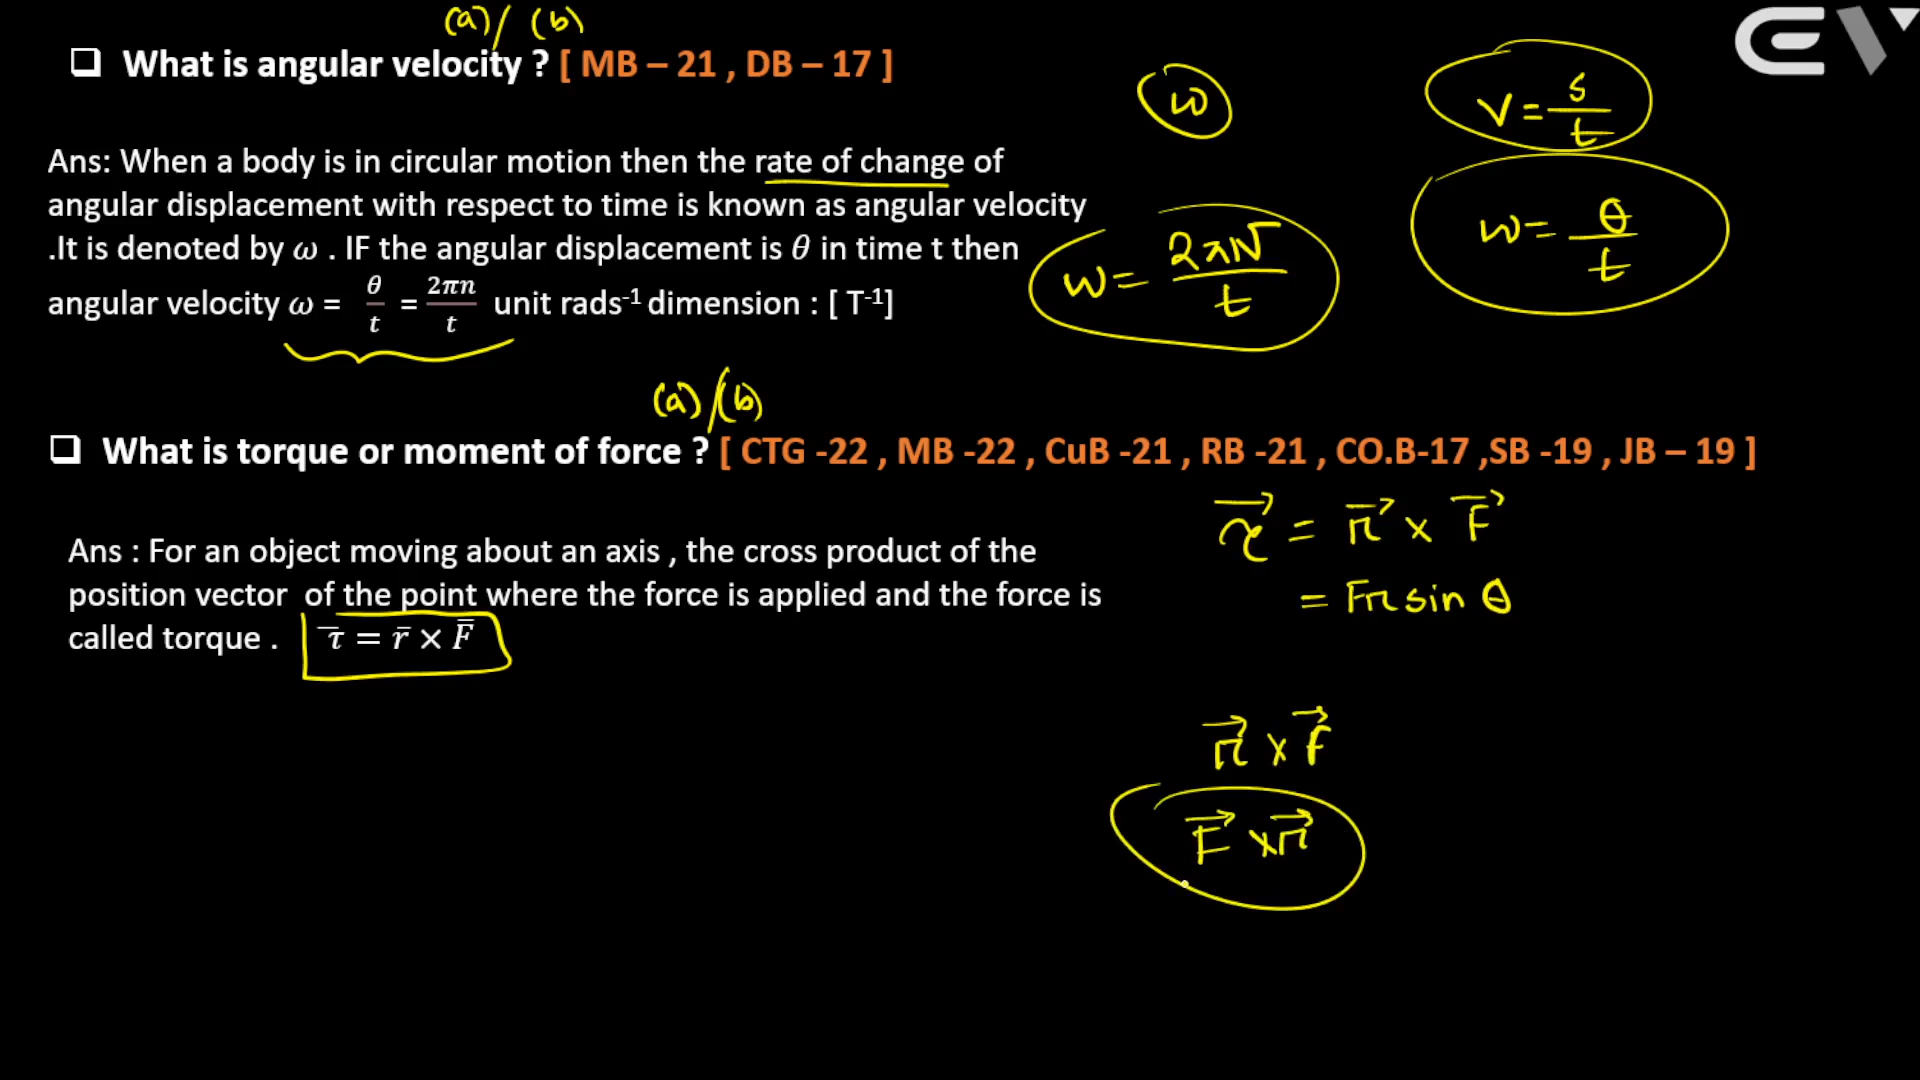 (a) / (b)
❑ What is angular velocity ? [ MB – 21 , DB – 17 ]
Ans: When a body is in circular motion then the rate of change of
angular displacement with respect to time is known as angular velocity
.It is denoted by ω . IF the angular displacement is θ in time t then
angular velocity ω = θ/t = 2πn/t unit rads⁻¹ dimension : [ T⁻¹]
ω
v = s/t
ω = θ/t
ω = 2πN/t
(a) / (b)
❑ What is torque or moment of force ? [ CTG -22 , MB -22 , CuB -21 , RB -21 , CO.B-17 ,SB -19 , JB – 19 ]
Ans : For an object moving about an axis , the cross product of the
position vector of the point where the force is applied and the force is
called torque . τ̅ = r̅ × F̅
τ⃗ = r⃗ × F⃗
= Fr sin θ
r⃗ × F⃗
F⃗ × r⃗
EV